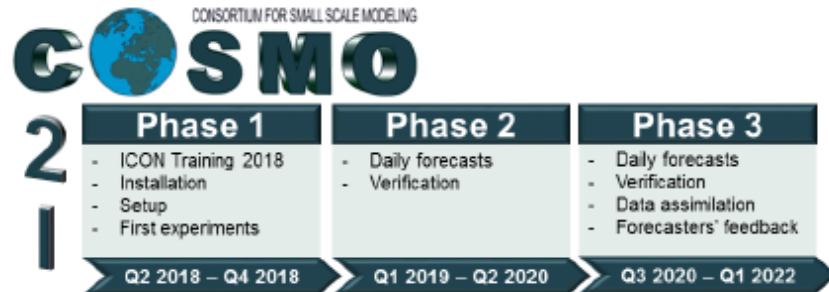 CONSORTIUM FOR SMALL SCALE MODELING
COSMO
2
I
Phase 1
- ICON Training 2018
- Installation
- Setup
- First experiments
Q2 2018 – Q4 2018
Phase 2
- Daily forecasts
- Verification
Q1 2019 – Q2 2020
Phase 3
- Daily forecasts
- Verification
- Data assimilation
- Forecasters' feedback
Q3 2020 – Q1 2022